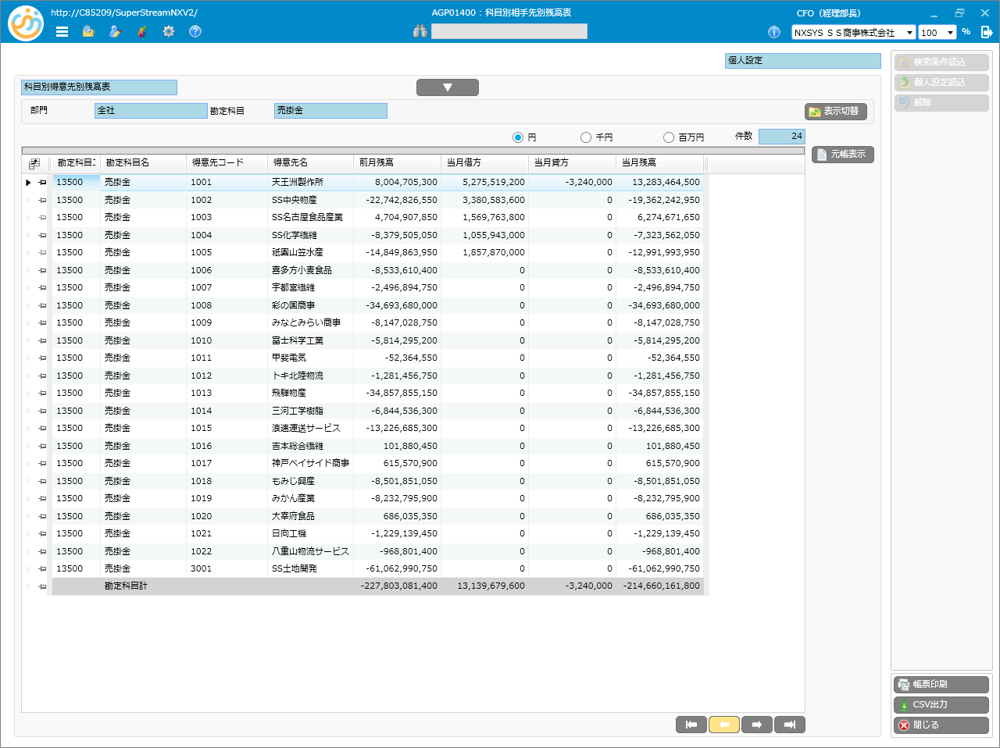 http://C85209/SuperStreamNXV2/
AGP01400：科目別相手先別残高表
CFO（経理部長）
NXSYS ＳＳ商事株式会社
100
%
個人設定
検索条件読込
個人設定読込
解除
科目別得意先別残高表
部門 全社 勘定科目 売掛金
表示切替
円 千円 百万円 件数 24
元帳表示
勘定科目コ 勘定科目名 得意先コード 得意先名 前月残高 当月借方 当月貸方 当月残高
13500 売掛金 1001 天王洲製作所 8,004,705,300 5,275,519,200 -3,240,000 13,283,464,500
13500 売掛金 1002 SS中央物産 -22,742,826,550 3,380,583,600 0 -19,362,242,950
13500 売掛金 1003 SS名古屋食品産業 4,704,907,850 1,569,763,800 0 6,274,671,650
13500 売掛金 1004 SS化学繊維 -8,379,505,050 1,055,943,000 0 -7,323,562,050
13500 売掛金 1005 祇園山笠水産 -14,849,863,950 1,857,870,000 0 -12,991,993,950
13500 売掛金 1006 喜多方小麦食品 -8,533,610,400 0 0 -8,533,610,400
13500 売掛金 1007 宇都宮繊維 -2,496,894,750 0 0 -2,496,894,750
13500 売掛金 1008 彩の国商事 -34,693,680,000 0 0 -34,693,680,000
13500 売掛金 1009 みなとみらい商事 -8,147,028,750 0 0 -8,147,028,750
13500 売掛金 1010 富士科学工業 -5,814,295,200 0 0 -5,814,295,200
13500 売掛金 1011 甲斐電気 -52,364,550 0 0 -52,364,550
13500 売掛金 1012 トキ北陸物流 -1,281,456,750 0 0 -1,281,456,750
13500 売掛金 1013 飛騨物産 -34,857,855,150 0 0 -34,857,855,150
13500 売掛金 1014 三河工学樹脂 -6,844,536,300 0 0 -6,844,536,300
13500 売掛金 1015 浪速運送サービス -13,226,685,300 0 0 -13,226,685,300
13500 売掛金 1016 吉本総合繊維 101,880,450 0 0 101,880,450
13500 売掛金 1017 神戸ベイサイド商事 615,570,900 0 0 615,570,900
13500 売掛金 1018 もみじ興産 -8,501,851,050 0 0 -8,501,851,050
13500 売掛金 1019 みかん産業 -8,232,795,900 0 0 -8,232,795,900
13500 売掛金 1020 大宰府食品 686,035,350 0 0 686,035,350
13500 売掛金 1021 日向工機 -1,229,139,450 0 0 -1,229,139,450
13500 売掛金 1022 八重山物流サービス -968,801,400 0 0 -968,801,400
13500 売掛金 3001 SS土地開発 -61,062,990,750 0 0 -61,062,990,750
勘定科目計 -227,803,081,400 13,139,679,600 -3,240,000 -214,660,161,800
帳票印刷
CSV出力
閉じる